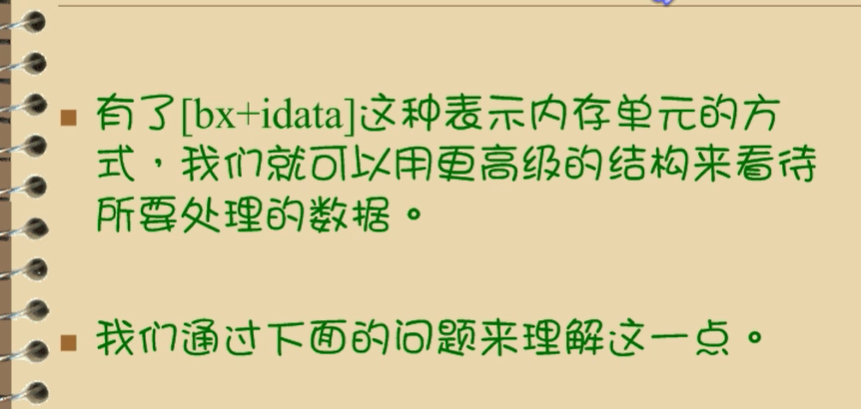 有了[bx+idata]这种表示内存单元的方
式，我们就可以用更高级的结构来看待
所要处理的数据。
我们通过下面的问题来理解这一点。